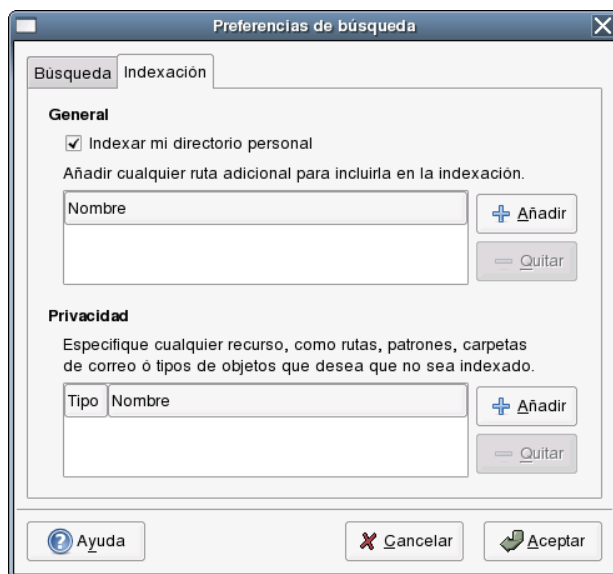 Preferencias de búsqueda
Búsqueda
Indexación
General
Indexar mi directorio personal
Añadir cualquier ruta adicional para incluirla en la indexación.
Nombre
Añadir
Quitar
Privacidad
Especifique cualquier recurso, como rutas, patrones, carpetas
de correo ó tipos de objetos que desea que no sea indexado.
Tipo Nombre
Añadir
Quitar
Ayuda
Cancelar
Aceptar